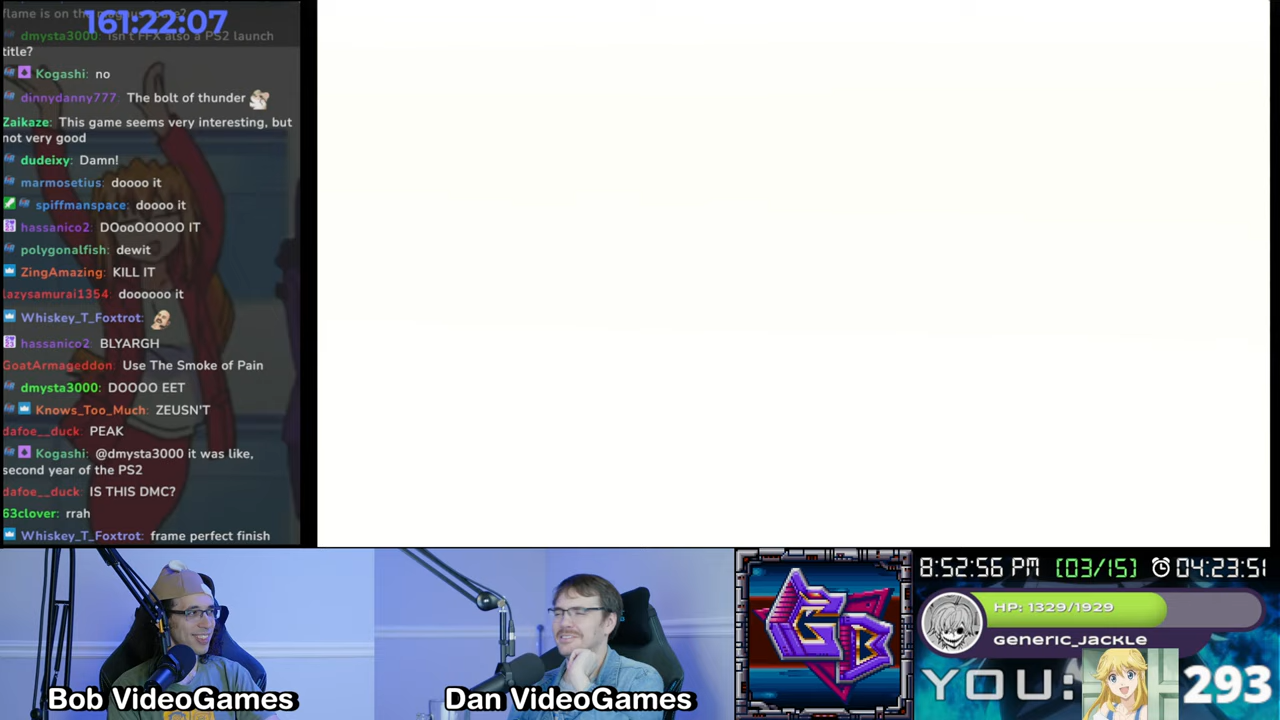 flame is on the
161:22:07
dmysta3000: isn't FFX also a PS2 launch
title?
Kogashi: no
dinnydanny777: The bolt of thunder
Zaikaze: This game seems very interesting, but
not very good
dudeixy: Damn!
marmosetius: doooo it
spiffmanspace: doooo it
hassanico2: DOooOOOOO IT
polygonalfish: dewit
ZingAmazing: KILL IT
lazysamurai1354: doooooo it
Whiskey_T_Foxtrot:
hassanico2: BLYARGH
GoatArmageddon: Use The Smoke of Pain
dmysta3000: DOOOO EET
Knows_Too_Much: ZEUSN'T
dafoe__duck: PEAK
Kogashi: @dmysta3000 it was like,
second year of the PS2
dafoe__duck: IS THIS DMC?
63clover: rrah
Whiskey_T_Foxtrot: frame perfect finish
Bob VideoGames
Dan VideoGames
GB
8:52:56 PM [03/15] 04:23:51
HP: 1329/1929
GENERIC_JACKLE
YOU: 293